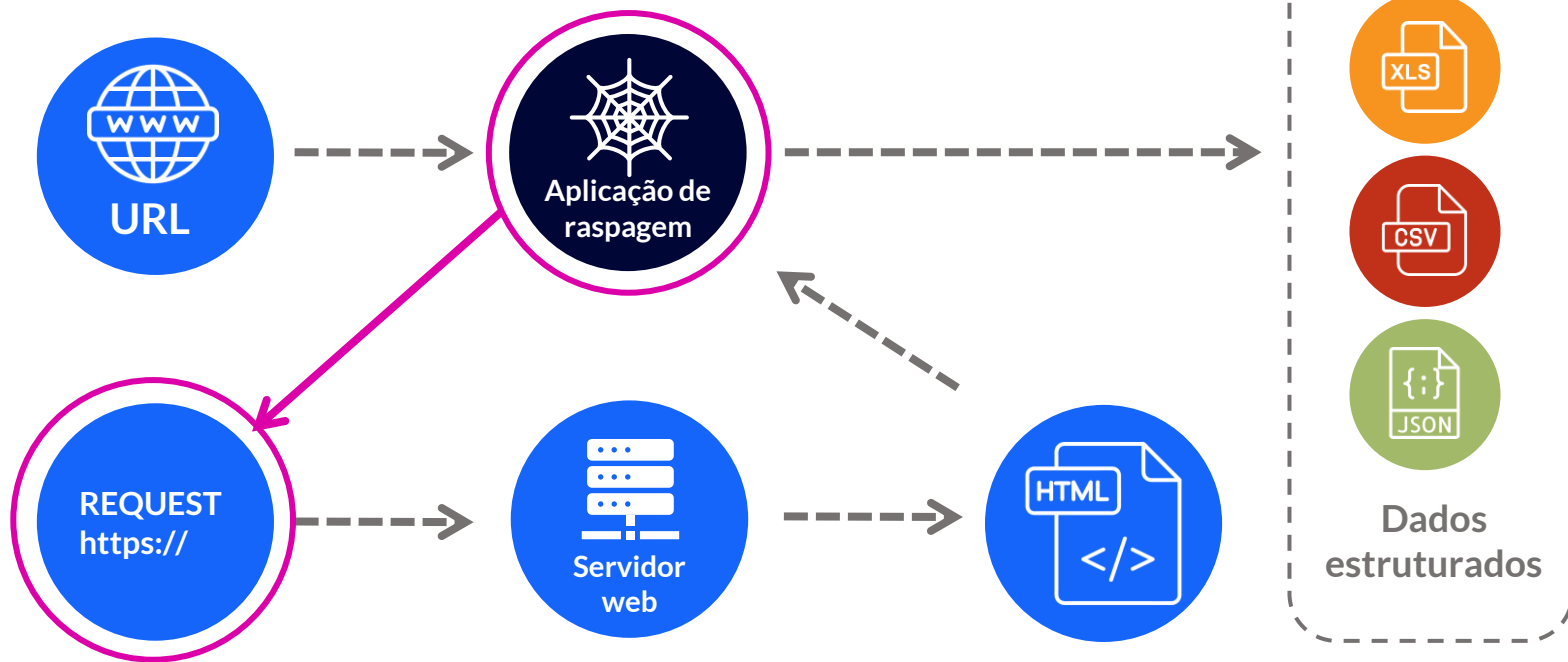 WWW
URL
Aplicação de
raspagem
XLS
CSV
{;}
JSON
Dados
estruturados
REQUEST
https://
Servidor
web
HTML
</>